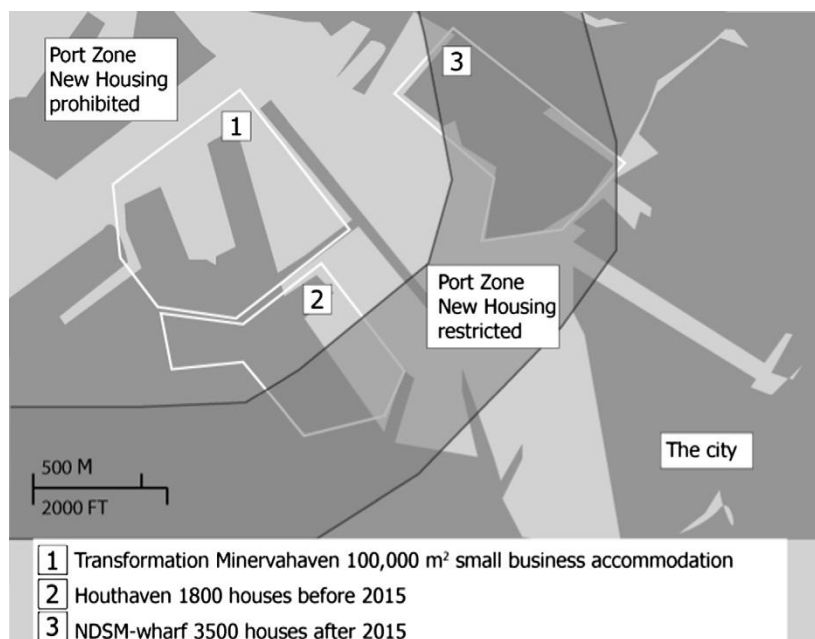 Port Zone
New Housing
prohibited
1
3
2
Port Zone
New Housing
restricted
The city
500 M
2000 FT
1 Transformation Minervahaven 100,000 m² small business accommodation
2 Houthaven 1800 houses before 2015
3 NDSM-wharf 3500 houses after 2015